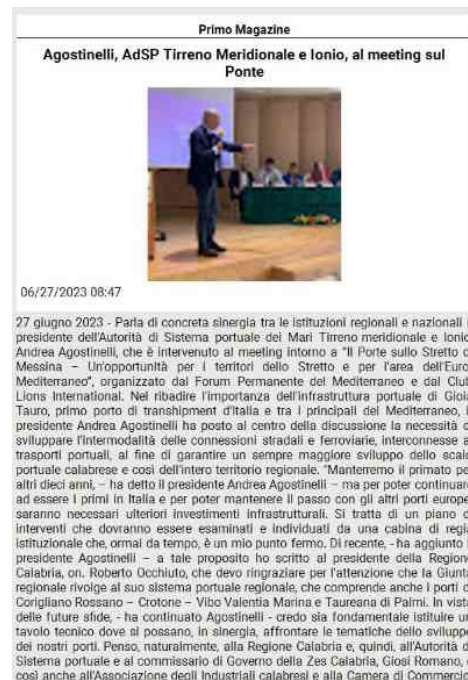 Primo Magazine
Agostinelli, AdSP Tirreno Meridionale e Ionio, al meeting sul
Ponte
06/27/2023 08:47
27 giugno 2023 - Parla di concreta sinergia tra le istituzioni regionali e nazionali i
presidente dell'Autorità di Sistema portuale dei Mari Tirreno meridionale e Ionio
Andrea Agostinelli, che è intervenuto al meeting intorno a "Il Porte sullo Stretto d
Messina – Un'opportunità per i territori dello Stretto e per l'area dell'Euro
Mediterraneo", organizzato dal Forum Permanente del Mediterraneo e dal Clui
Lions International. Nel ribadire l'importanza dell'infrastruttura portuale di Gioia
Tauro, primo porto di transhipment d'Italia e tra i principali del Mediterraneo, i
presidente Andrea Agostinelli ha posto al centro della discussione la necessità d
sviluppare l'intermodalità delle connessioni stradali e ferroviarie, interconnesse a
trasporti portuali, al fine di garantire un sempre maggiore sviluppo dello scalo
portuale calabrese e così dell'intero territorio regionale. "Manterremo il primato pe
altri dieci anni, – ha detto il presidente Andrea Agostinelli – ma per poter continuare
ad essere i primi in Italia e per poter mantenere il passo con gli altri porti europe
saranno necessari ulteriori investimenti infrastrutturali. Si tratta di un piano d
interventi che dovranno essere esaminati e individuati da una cabina di regia
istituzionale che, ormai da tempo, è un mio punto fermo. Di recente, - ha aggiunto i
presidente Agostinelli – a tale proposito ho scritto al presidente della Regione
Calabria, on. Roberto Occhiuto, che devo ringraziare per l'attenzione che la Giunta
regionale rivolge al suo sistema portuale regionale, che comprende anche i porti d
Corigliano Rossano – Crotone – Vibo Valentia Marina e Taureana di Palmi. In vista
delle future sfide, - ha continuato Agostinelli - credo sia fondamentale istituire un
tavolo tecnico dove si possano, in sinergia, affrontare le tematiche dello sviluppo
dei nostri porti. Penso, naturalmente, alla Regione Calabria e, quindi, all'Autorità d
Sistema portuale e al commissario di Governo della Zes Calabria, Giosi Romano, e
così anche all'Associazione degli Industriali calabresi e alla Camera di Commercio